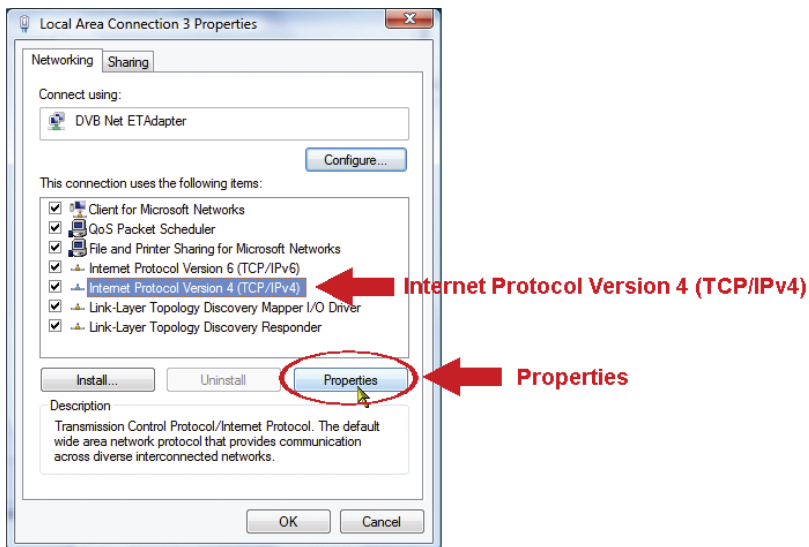 Local Area Connection 3 Properties
Networking
Sharing
Connect using:
DVB Net ETAdapter
Configure...
This connection uses the following items:
Client for Microsoft Networks
QoS Packet Scheduler
File and Printer Sharing for Microsoft Networks
Internet Protocol Version 6 (TCP/IPv6)
Internet Protocol Version 4 (TCP/IPv4)
Internet Protocol Version 4 (TCP/IPv4)
Link-Layer Topology Discovery Mapper I/O Driver
Link-Layer Topology Discovery Responder
Install...
Uninstall
Properties
Properties
Description
Transmission Control Protocol/Internet Protocol. The default
wide area network protocol that provides communication
across diverse interconnected networks.
OK
Cancel